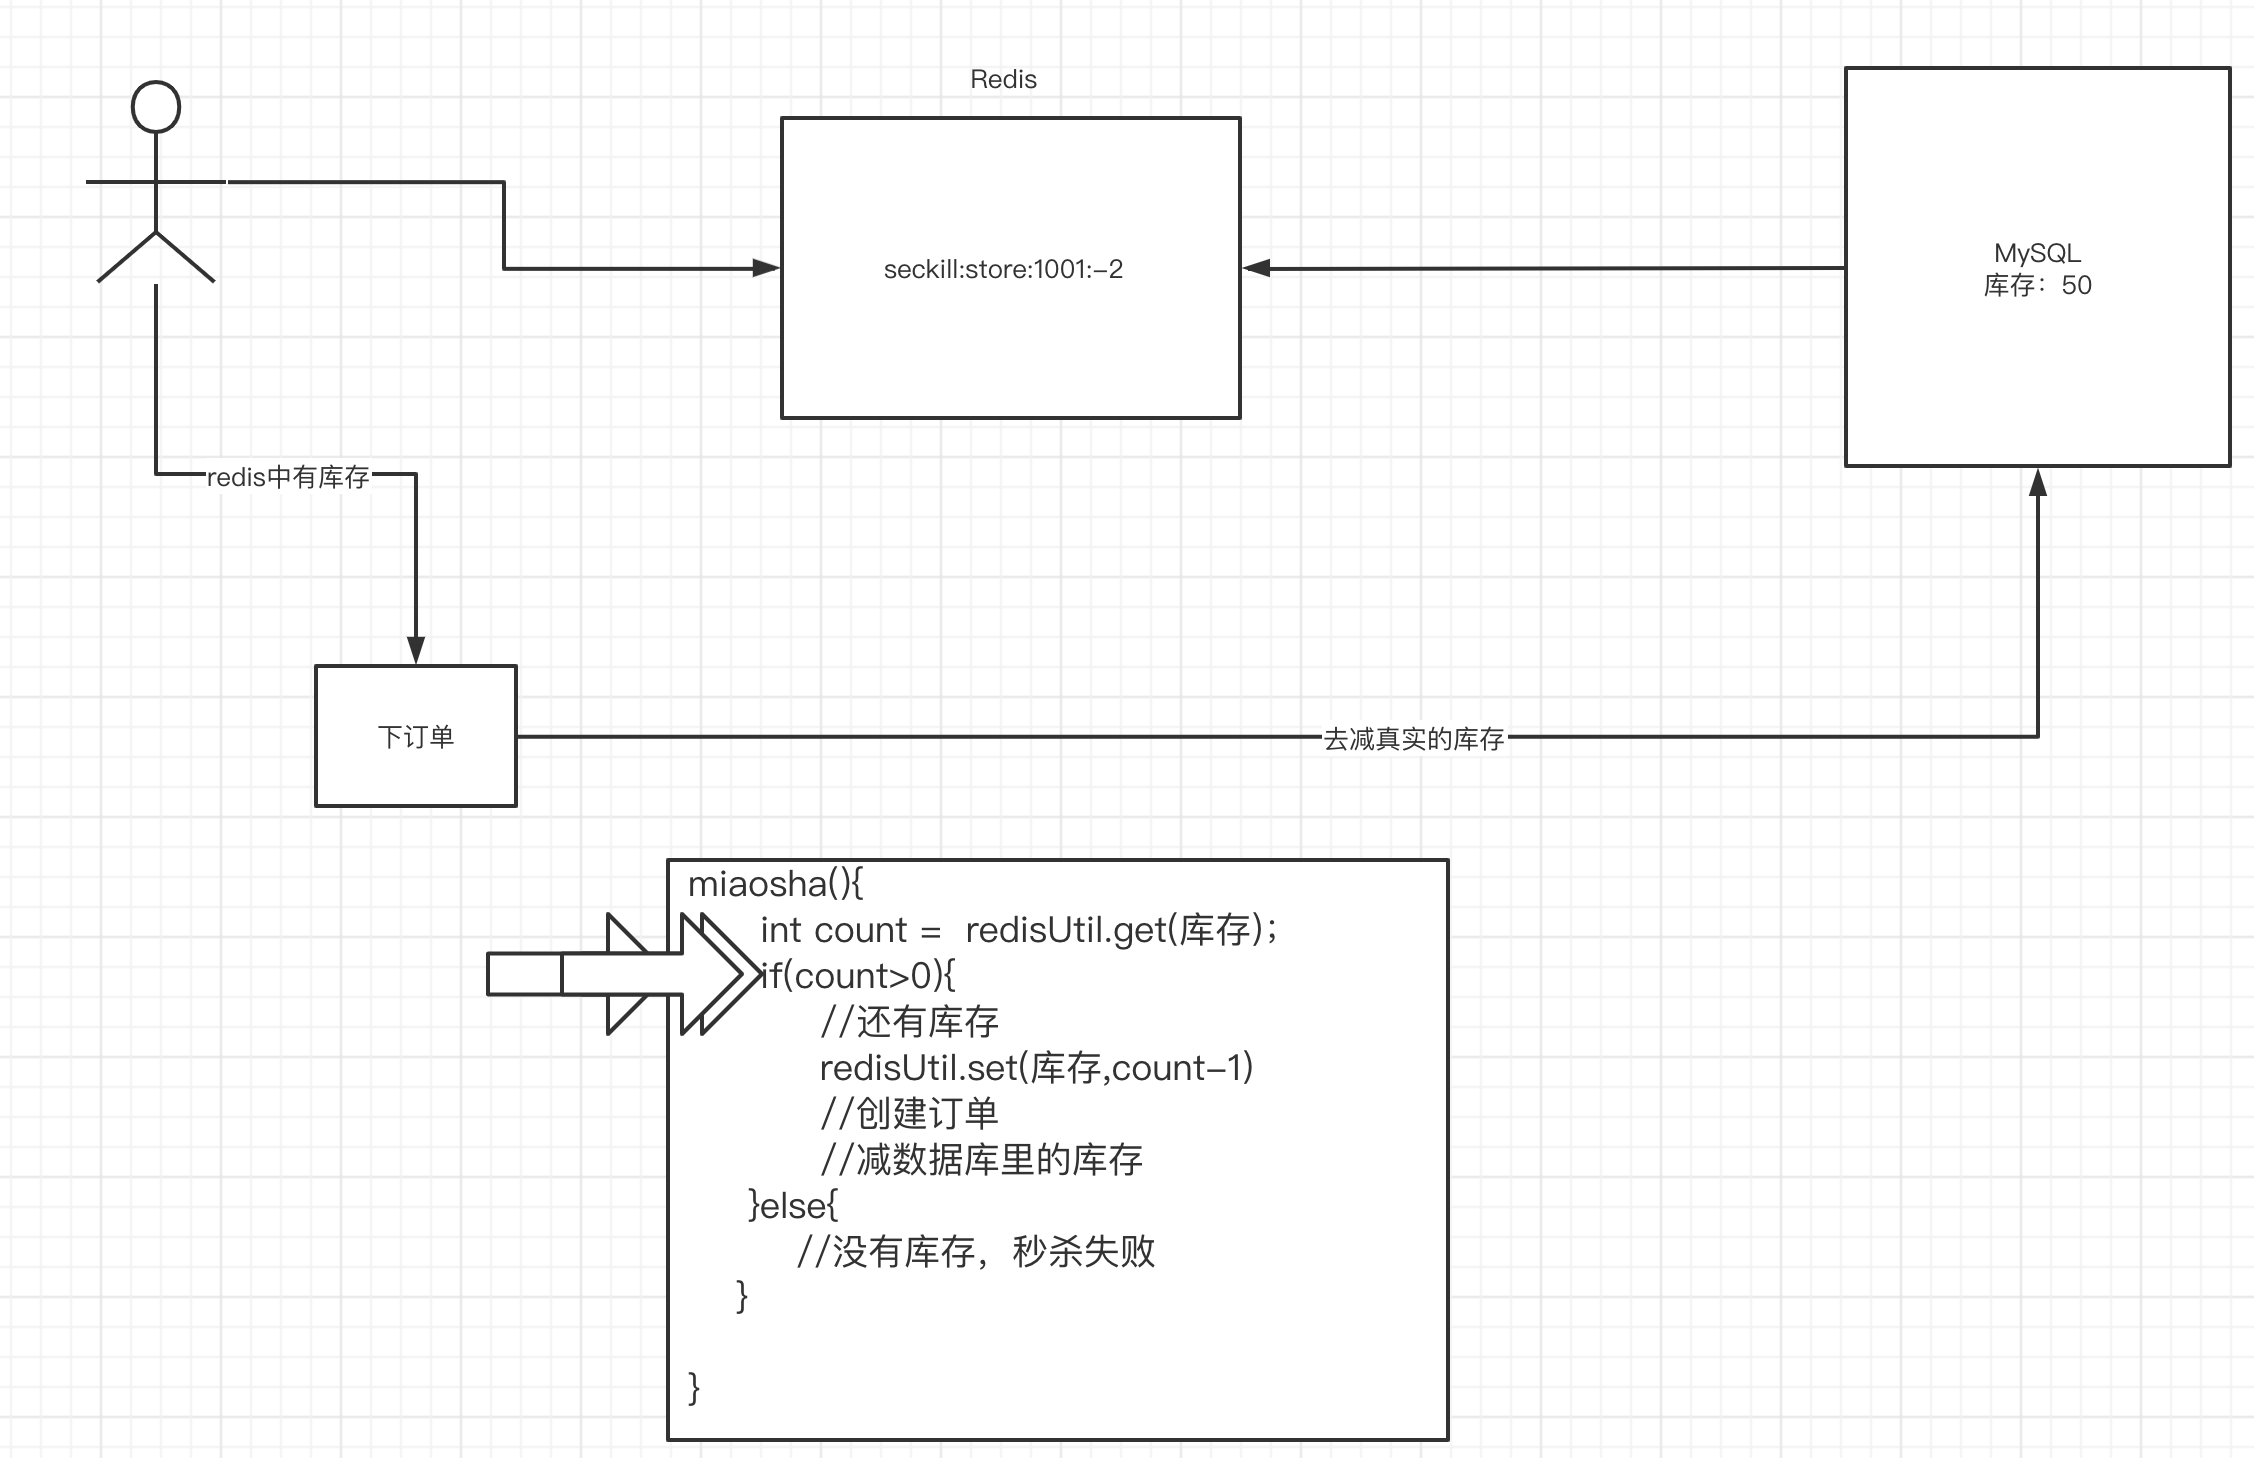 Redis
seckill:store:1001:-2
MySQL
库存：50
redis中有库存
下订单
去减真实的库存
miaosha(){
int count = redisUtil.get(库存);
if(count>0){
//还有库存
redisUtil.set(库存,count-1)
//创建订单
//减数据库里的库存
}else{
//没有库存，秒杀失败
}
}